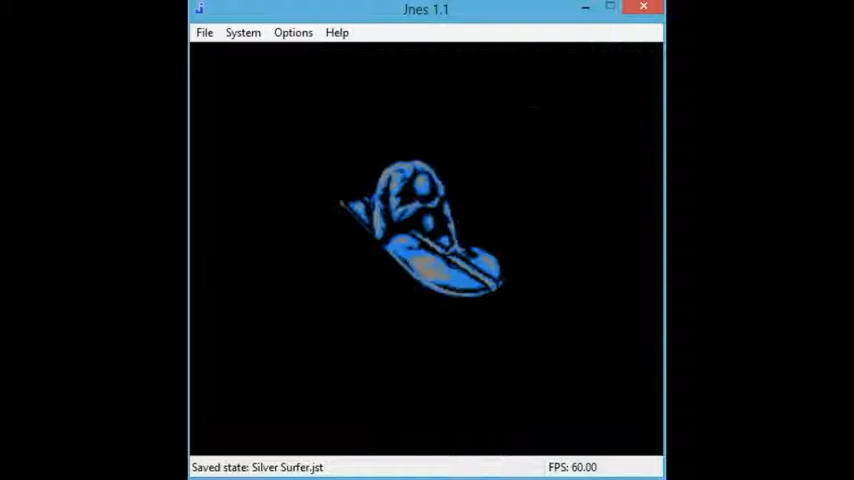 Jnes 1.1
File System Options Help
Saved state: Silver Surfer.jst FPS: 60.00